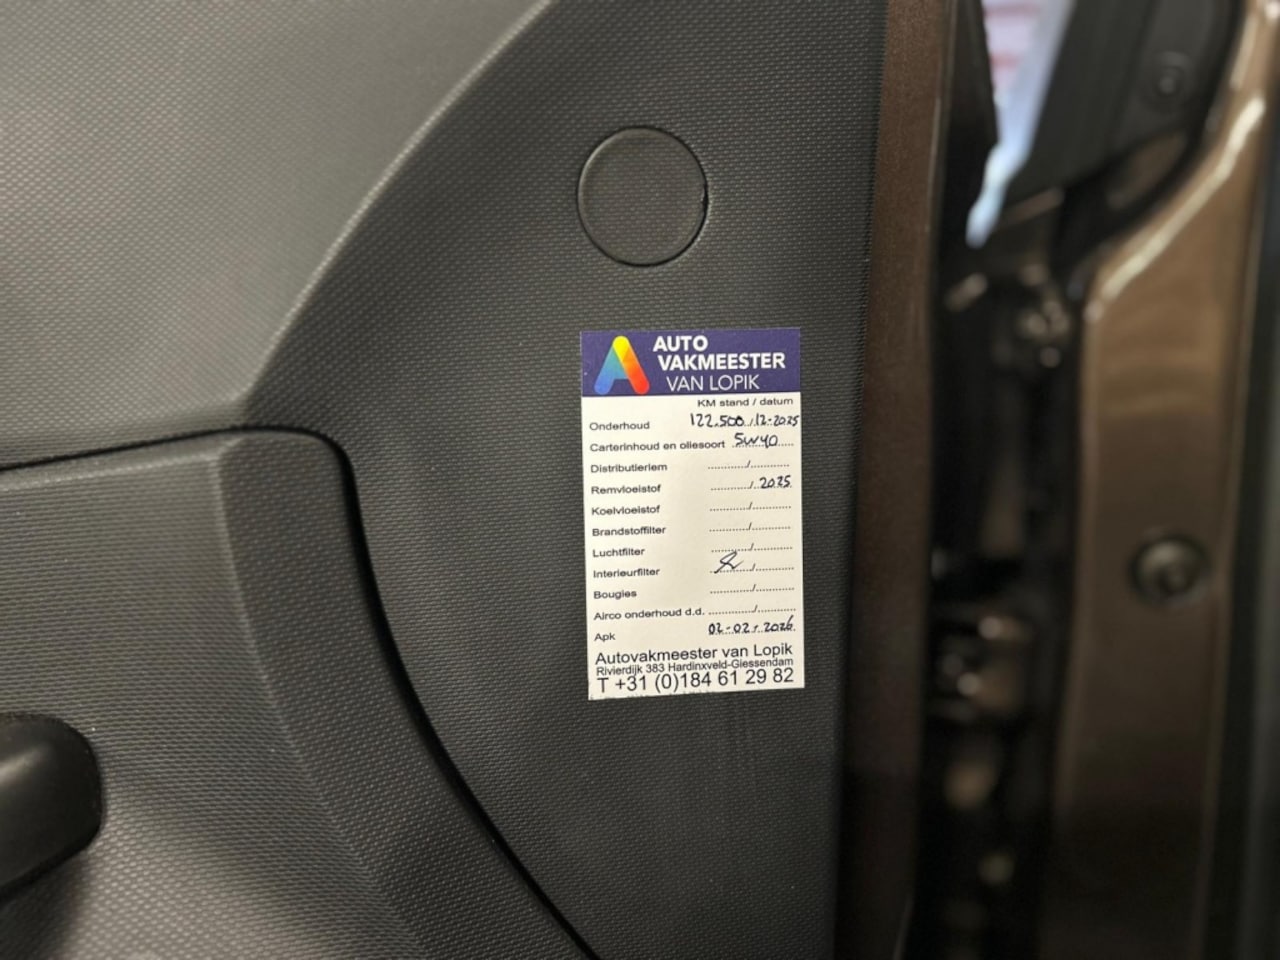 AUTO
VAKMEESTER
VAN LOPIK
KM stand / datum
Onderhoud 122.500 / 12-2025
Carterinhoud en oliesoort 5W40
Distributieriem ............/............
Remvloeistof ............/ 2025
Koelvloeistof ............/............
Brandstoffilter ............/............
Luchtfilter ............/............
Interieurfilter ............/............
Bougies ............/............
Airco onderhoud d.d. ............/............
Apk 02-02-2026
Autovakmeester van Lopik
Rivierdijk 383 Hardinxveld-Giessendam
T +31 (0)184 61 29 82